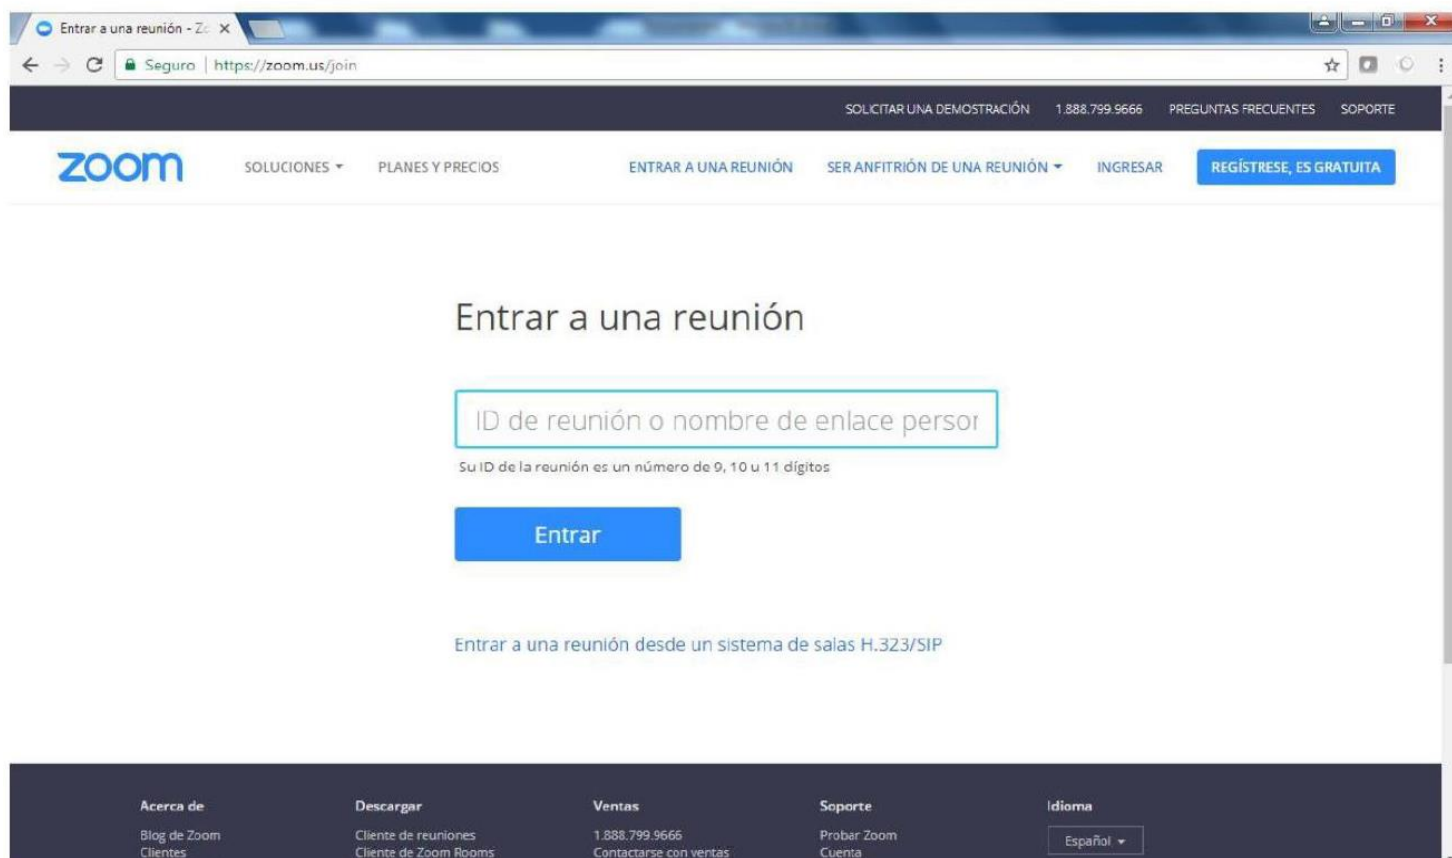 Entrar a una reunión - Zo
Seguro | https://zoom.us/join
SOLICITAR UNA DEMOSTRACIÓN 1.888.799.9666 PREGUNTAS FRECUENTES SOPORTE
zoom SOLUCIONES PLANES Y PRECIOS ENTRAR A UNA REUNIÓN SER ANFITRIÓN DE UNA REUNIÓN INGRESAR REGÍSTRESE, ES GRATUITA
Entrar a una reunión
ID de reunión o nombre de enlace person
Su ID de la reunión es un número de 9, 10 u 11 dígitos
Entrar
Entrar a una reunión desde un sistema de salas H.323/SIP
Acerca de Descargar Ventas Soporte Idioma
Blog de Zoom Cliente de reuniones 1.888.799.9666 Probar Zoom Español
Clientes Cliente de Zoom Rooms Contactarse con ventas Cuenta